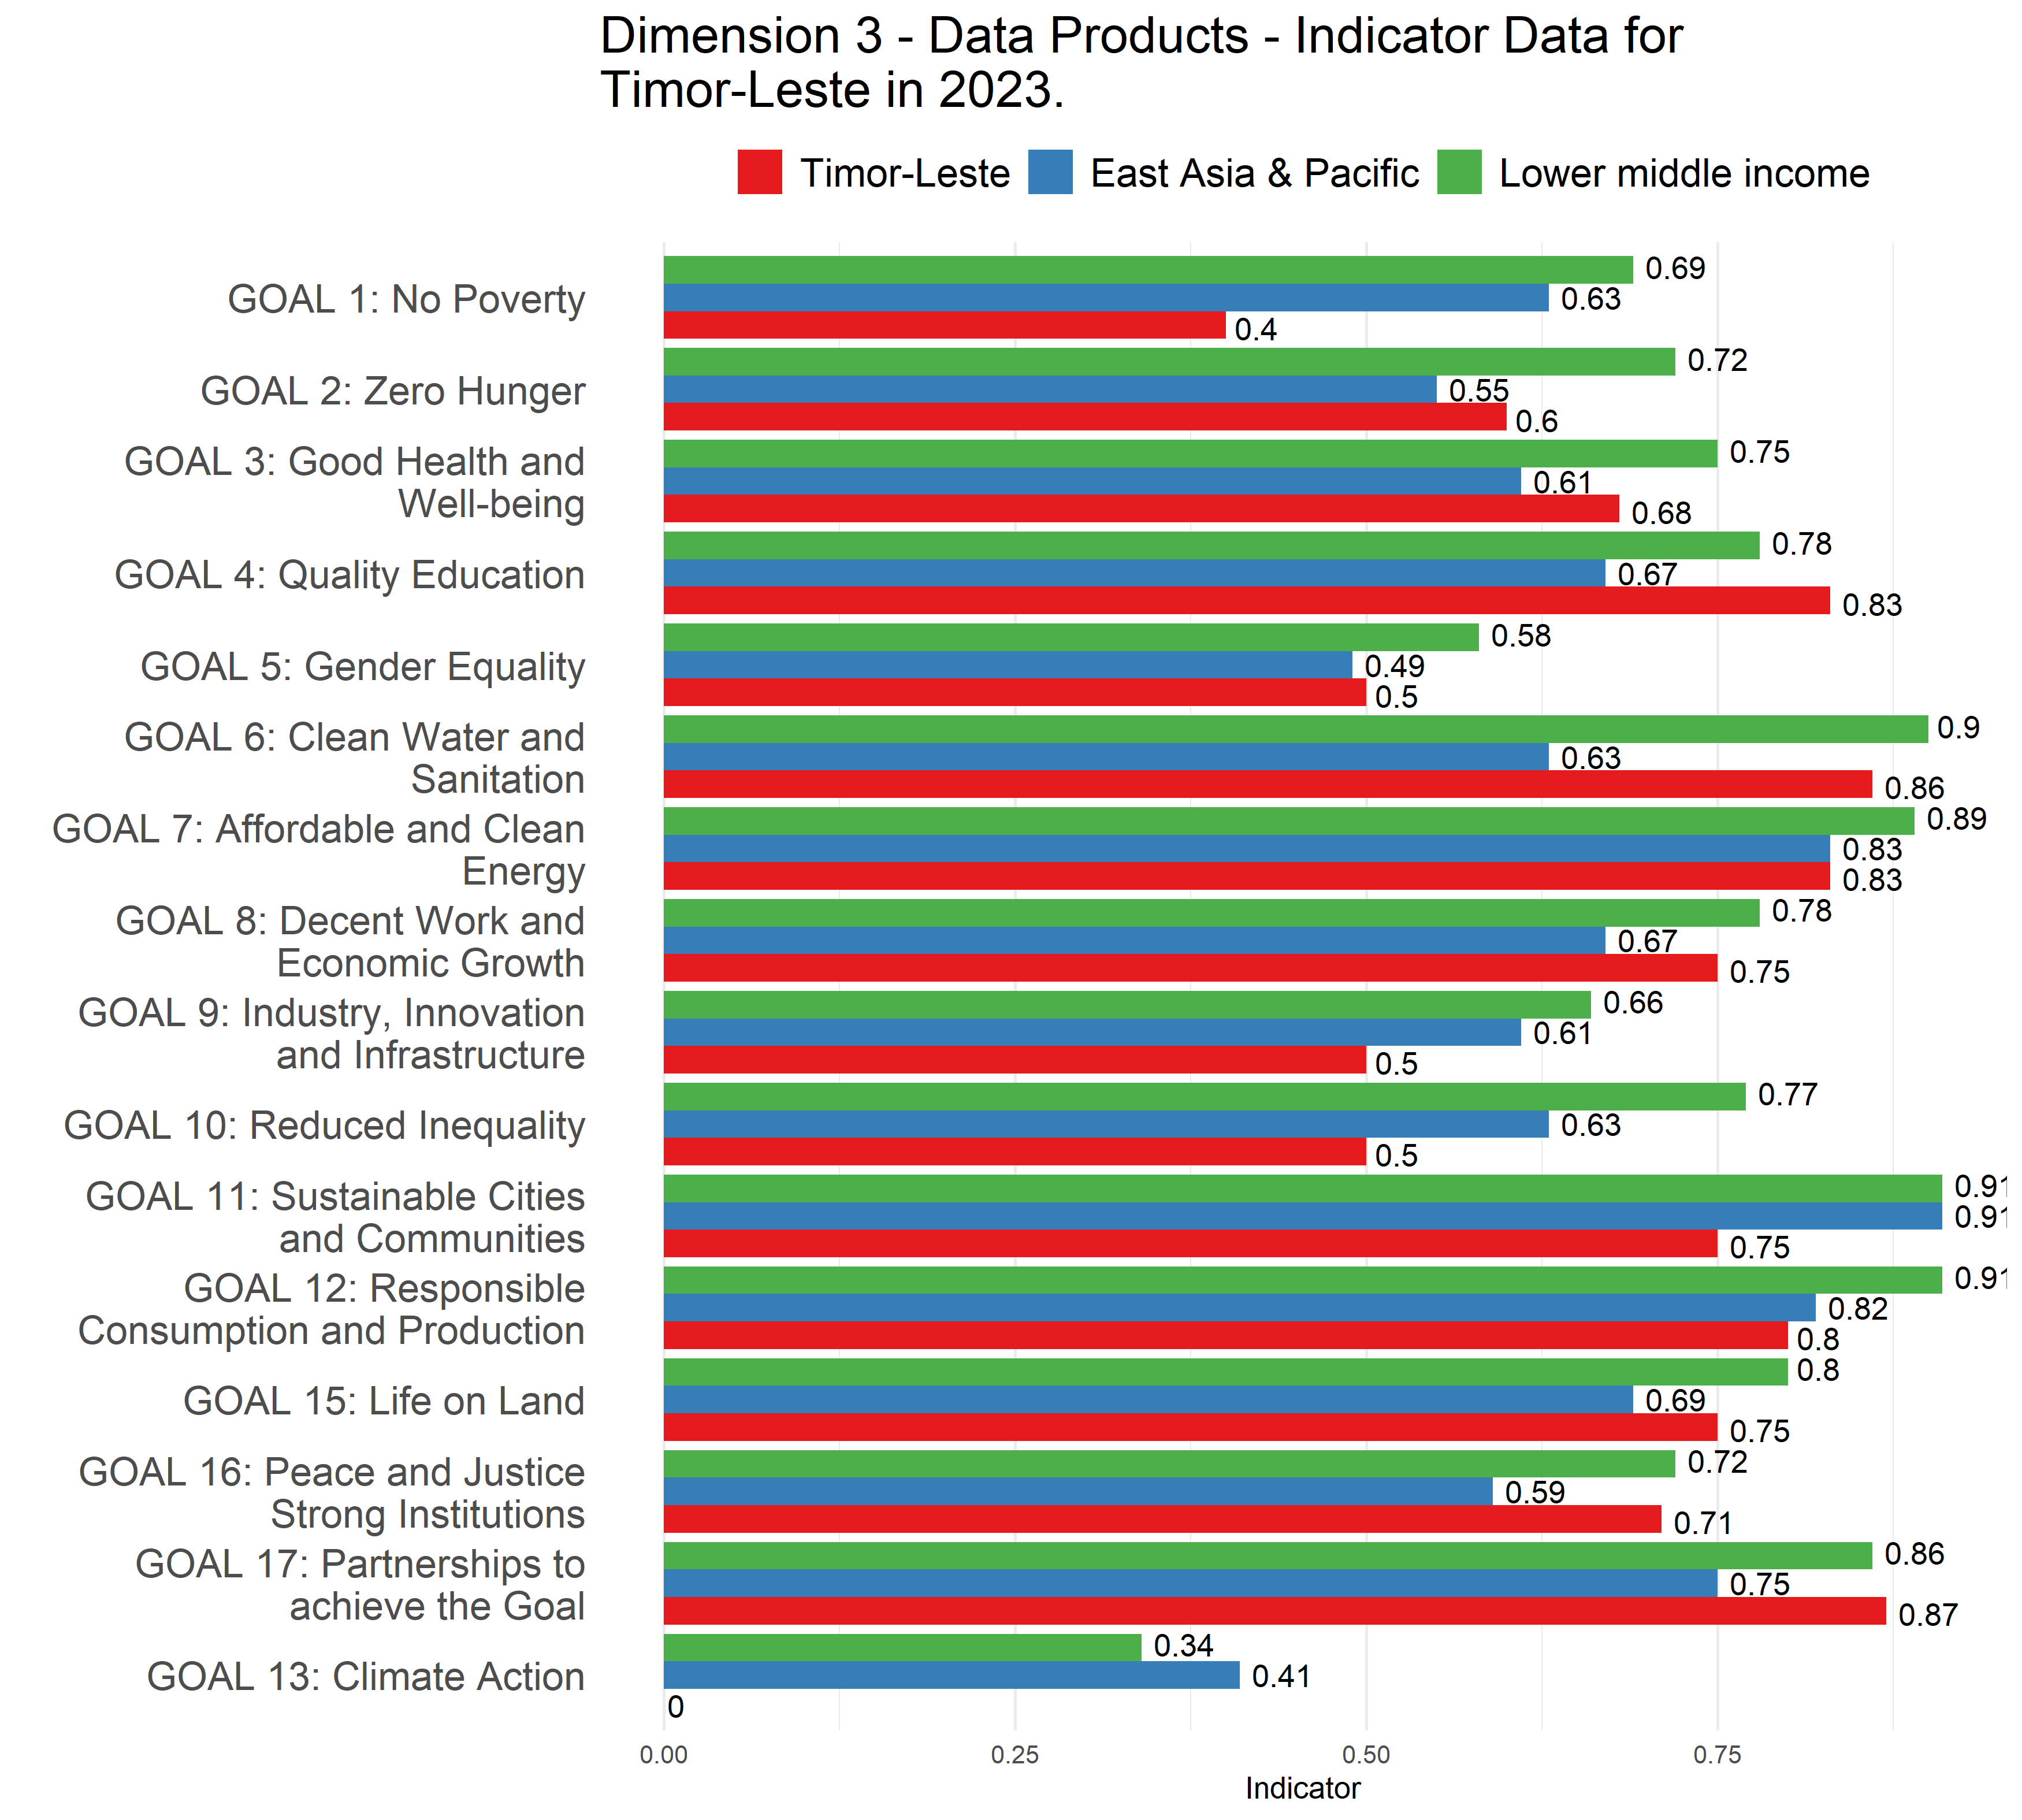 Dimension 3 - Data Products - Indicator Data for
Timor-Leste in 2023.
Timor-Leste East Asia & Pacific Lower middle income
GOAL 1: No Poverty
0.69
0.63
0.4
GOAL 2: Zero Hunger
0.72
0.55
0.6
GOAL 3: Good Health and
Well-being
0.75
0.61
0.68
GOAL 4: Quality Education
0.78
0.67
0.83
GOAL 5: Gender Equality
0.58
0.49
0.5
GOAL 6: Clean Water and
Sanitation
0.9
0.63
0.86
GOAL 7: Affordable and Clean
Energy
0.89
0.83
0.83
GOAL 8: Decent Work and
Economic Growth
0.78
0.67
0.75
GOAL 9: Industry, Innovation
and Infrastructure
0.66
0.61
0.5
GOAL 10: Reduced Inequality
0.77
0.63
0.5
GOAL 11: Sustainable Cities
and Communities
0.91
0.91
0.75
GOAL 12: Responsible
Consumption and Production
0.91
0.82
0.8
GOAL 15: Life on Land
0.8
0.69
0.75
GOAL 16: Peace and Justice
Strong Institutions
0.72
0.59
0.71
GOAL 17: Partnerships to
achieve the Goal
0.86
0.75
0.87
GOAL 13: Climate Action
0.34
0.41
0
0.00 0.25 0.50 0.75
Indicator